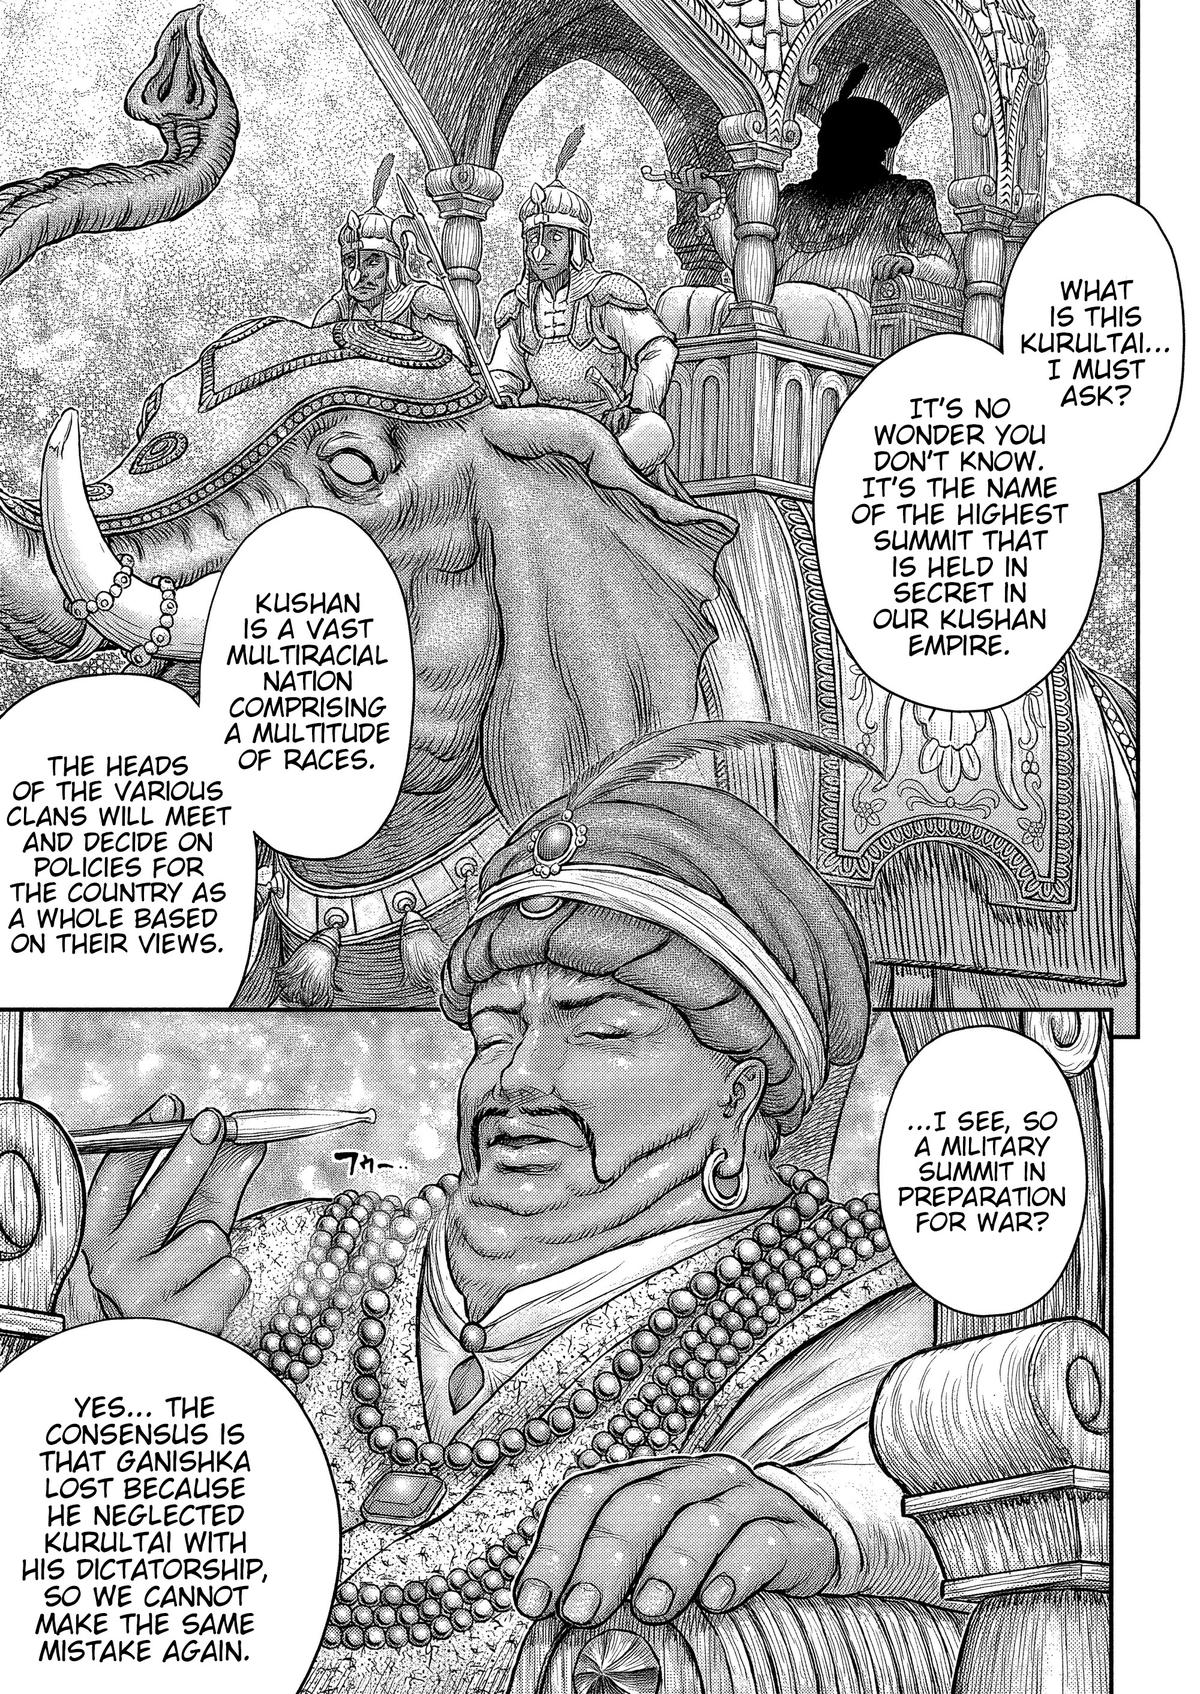 WHAT
IS THIS
KURULTAI...
I MUST
ASK?
IT'S NO
WONDER YOU
DON'T KNOW.
IT'S THE NAME
OF THE HIGHEST
SUMMIT THAT
IS HELD IN
SECRET IN
OUR KUSHAN
EMPIRE.
KUSHAN
IS A VAST
MULTIRACIAL
NATION
COMPRISING
A MULTITUDE
OF RACES.
THE HEADS
OF THE VARIOUS
CLANS WILL MEET
AND DECIDE ON
POLICIES FOR
THE COUNTRY AS
A WHOLE BASED
ON THEIR VIEWS.
...I SEE, SO
A MILITARY
SUMMIT IN
PREPARATION
FOR WAR?
フゥー…
YES... THE
CONSENSUS IS
THAT GANISHKA
LOST BECAUSE
HE NEGLECTED
KURULTAI WITH
HIS DICTATORSHIP,
SO WE CANNOT
MAKE THE SAME
MISTAKE AGAIN.